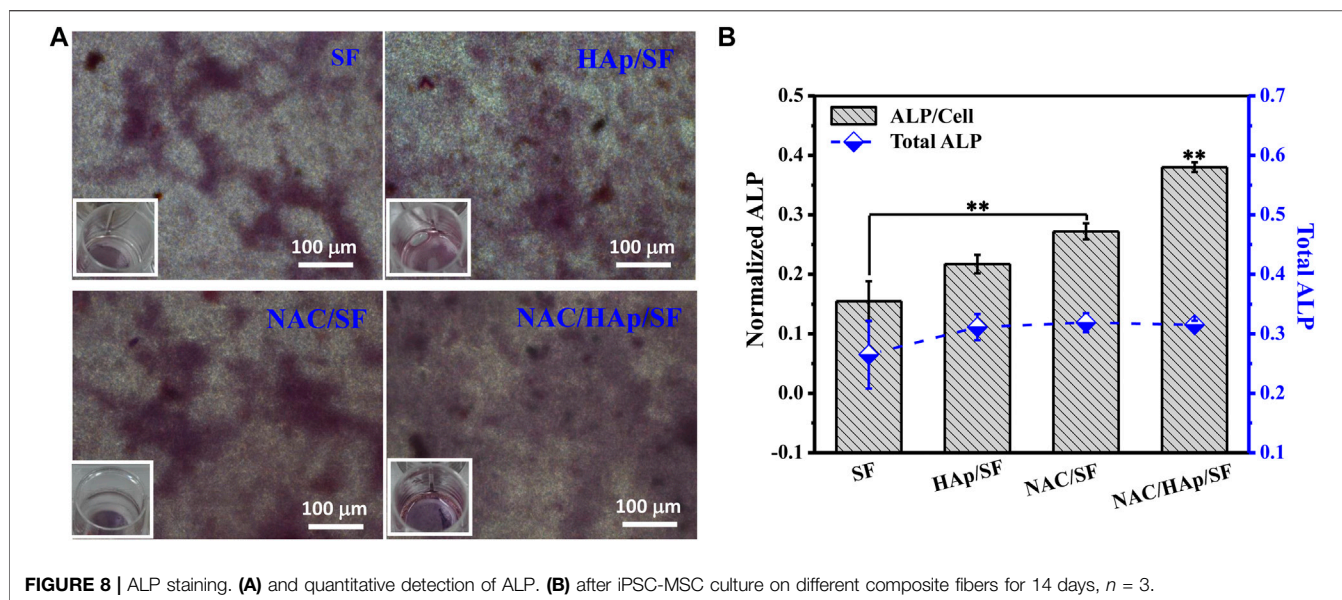 A
SF
100 μm
HAp/SF
100 μm
NAC/SF
100 μm
NAC/HAp/SF
100 μm
B
0.5
0.4
0.3
0.2
0.1
0.0
-0.1
Normalized ALP
ALP/Cell
Total ALP
**
**
0.7
0.6
0.5
0.4
0.3
0.2
0.1
Total ALP
SF
HAp/SF
NAC/SF
NAC/HAp/SF
FIGURE 8 | ALP staining. (A) and quantitative detection of ALP. (B) after iPSC-MSC culture on different composite fibers for 14 days, n = 3.